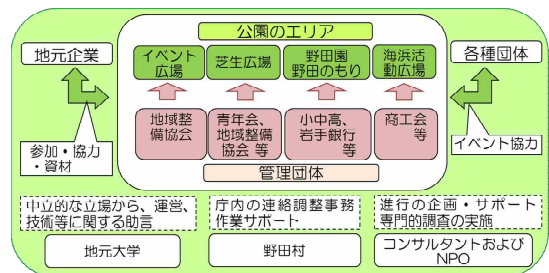 公園のエリア
地元企業
各種団体
イベント
広場
芝生広場
野田園
野田のもり
海浜活
動広場
地域整
備協会
青年会、
地域整備
協会 等
小中高、
岩手銀行
等
商工会
等
参加・協力
・資材
イベント協力
管理団体
中立的な立場から、運営、
技術等に関する助言
庁内の連絡調整事務
作業サポート
進行の企画・サポート
専門的調査の実施
地元大学
野田村
コンサルタントおよび
NPO